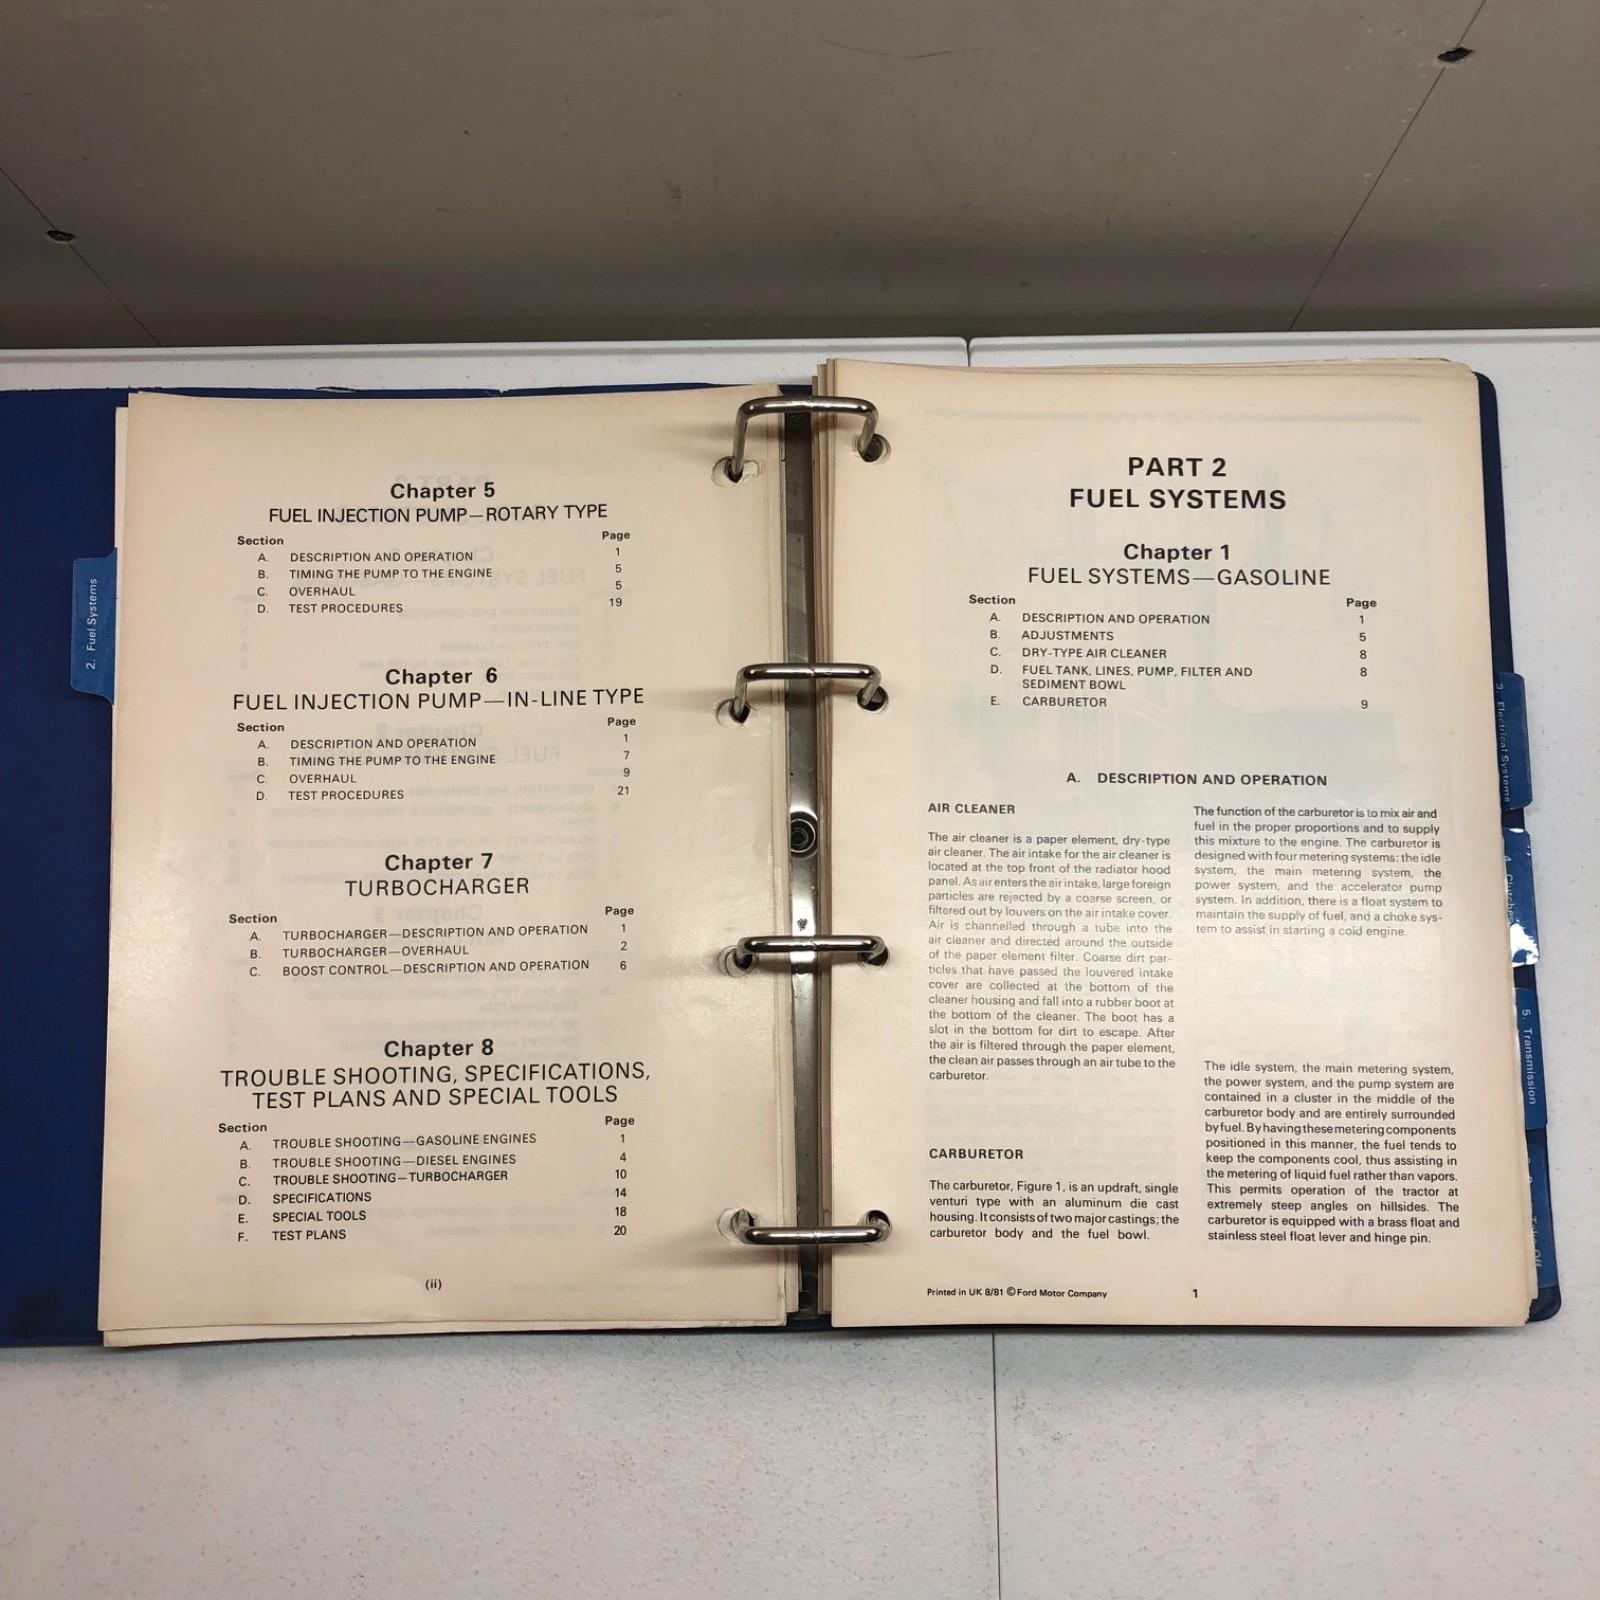 2. Fuel Systems
Chapter 5
FUEL INJECTION PUMP—ROTARY TYPE
Section Page
A. DESCRIPTION AND OPERATION 1
B. TIMING THE PUMP TO THE ENGINE 5
C. OVERHAUL 5
D. TEST PROCEDURES 19
Chapter 6
FUEL INJECTION PUMP—IN-LINE TYPE
Section Page
A. DESCRIPTION AND OPERATION 1
B. TIMING THE PUMP TO THE ENGINE 7
C. OVERHAUL 9
D. TEST PROCEDURES 21
Chapter 7
TURBOCHARGER
Section Page
A. TURBOCHARGER—DESCRIPTION AND OPERATION 1
B. TURBOCHARGER—OVERHAUL 2
C. BOOST CONTROL—DESCRIPTION AND OPERATION 6
Chapter 8
TROUBLE SHOOTING, SPECIFICATIONS,
TEST PLANS AND SPECIAL TOOLS
Section Page
A. TROUBLE SHOOTING—GASOLINE ENGINES 1
B. TROUBLE SHOOTING—DIESEL ENGINES 4
C. TROUBLE SHOOTING—TURBOCHARGER 10
D. SPECIFICATIONS 14
E. SPECIAL TOOLS 18
F. TEST PLANS 20
(ii)
PART 2
FUEL SYSTEMS
Chapter 1
FUEL SYSTEMS—GASOLINE
Section Page
A. DESCRIPTION AND OPERATION 1
B. ADJUSTMENTS 5
C. DRY-TYPE AIR CLEANER 8
D. FUEL TANK, LINES, PUMP, FILTER AND 8
SEDIMENT BOWL
E. CARBURETOR 9
A. DESCRIPTION AND OPERATION
AIR CLEANER
The air cleaner is a paper element, dry-type
air cleaner. The air intake for the air cleaner is
located at the top front of the radiator hood
panel. As air enters the air intake, large foreign
particles are rejected by a coarse screen, or
filtered out by louvers on the air intake cover.
Air is channelled through a tube into the
air cleaner and directed around the outside
of the paper element filter. Coarse dirt par-
ticles that have passed the louvered intake
cover are collected at the bottom of the
cleaner housing and fall into a rubber boot at
the bottom of the cleaner. The boot has a
slot in the bottom for dirt to escape. After
the air is filtered through the paper element,
the clean air passes through an air tube to the
carburetor.
CARBURETOR
The carburetor, Figure 1, is an updraft, single
venturi type with an aluminum die cast
housing. It consists of two major castings; the
carburetor body and the fuel bowl.
The function of the carburetor is to mix air and
fuel in the proper proportions and to supply
this mixture to the engine. The carburetor is
designed with four metering systems: the idle
system, the main metering system, the
power system, and the accelerator pump
system. In addition, there is a float system to
maintain the supply of fuel, and a choke sys-
tem to assist in starting a cold engine.
The idle system, the main metering system,
the power system, and the pump system are
contained in a cluster in the middle of the
carburetor body and are entirely surrounded
by fuel. By having these metering components
positioned in this manner, the fuel tends to
keep the components cool, thus assisting in
the metering of liquid fuel rather than vapors.
This permits operation of the tractor at
extremely steep angles on hillsides. The
carburetor is equipped with a brass float and
stainless steel float lever and hinge pin.
Printed in UK 8/81 © Ford Motor Company
1
3. Electrical Systems
5. Transmission